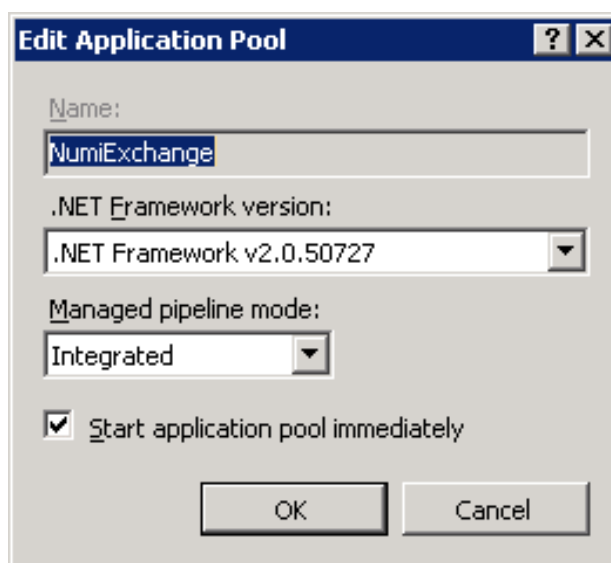 Edit Application Pool
Name:
NumiExchange
.NET Framework version:
.NET Framework v2.0.50727
Managed pipeline mode:
Integrated
Start application pool immediately
OK Cancel